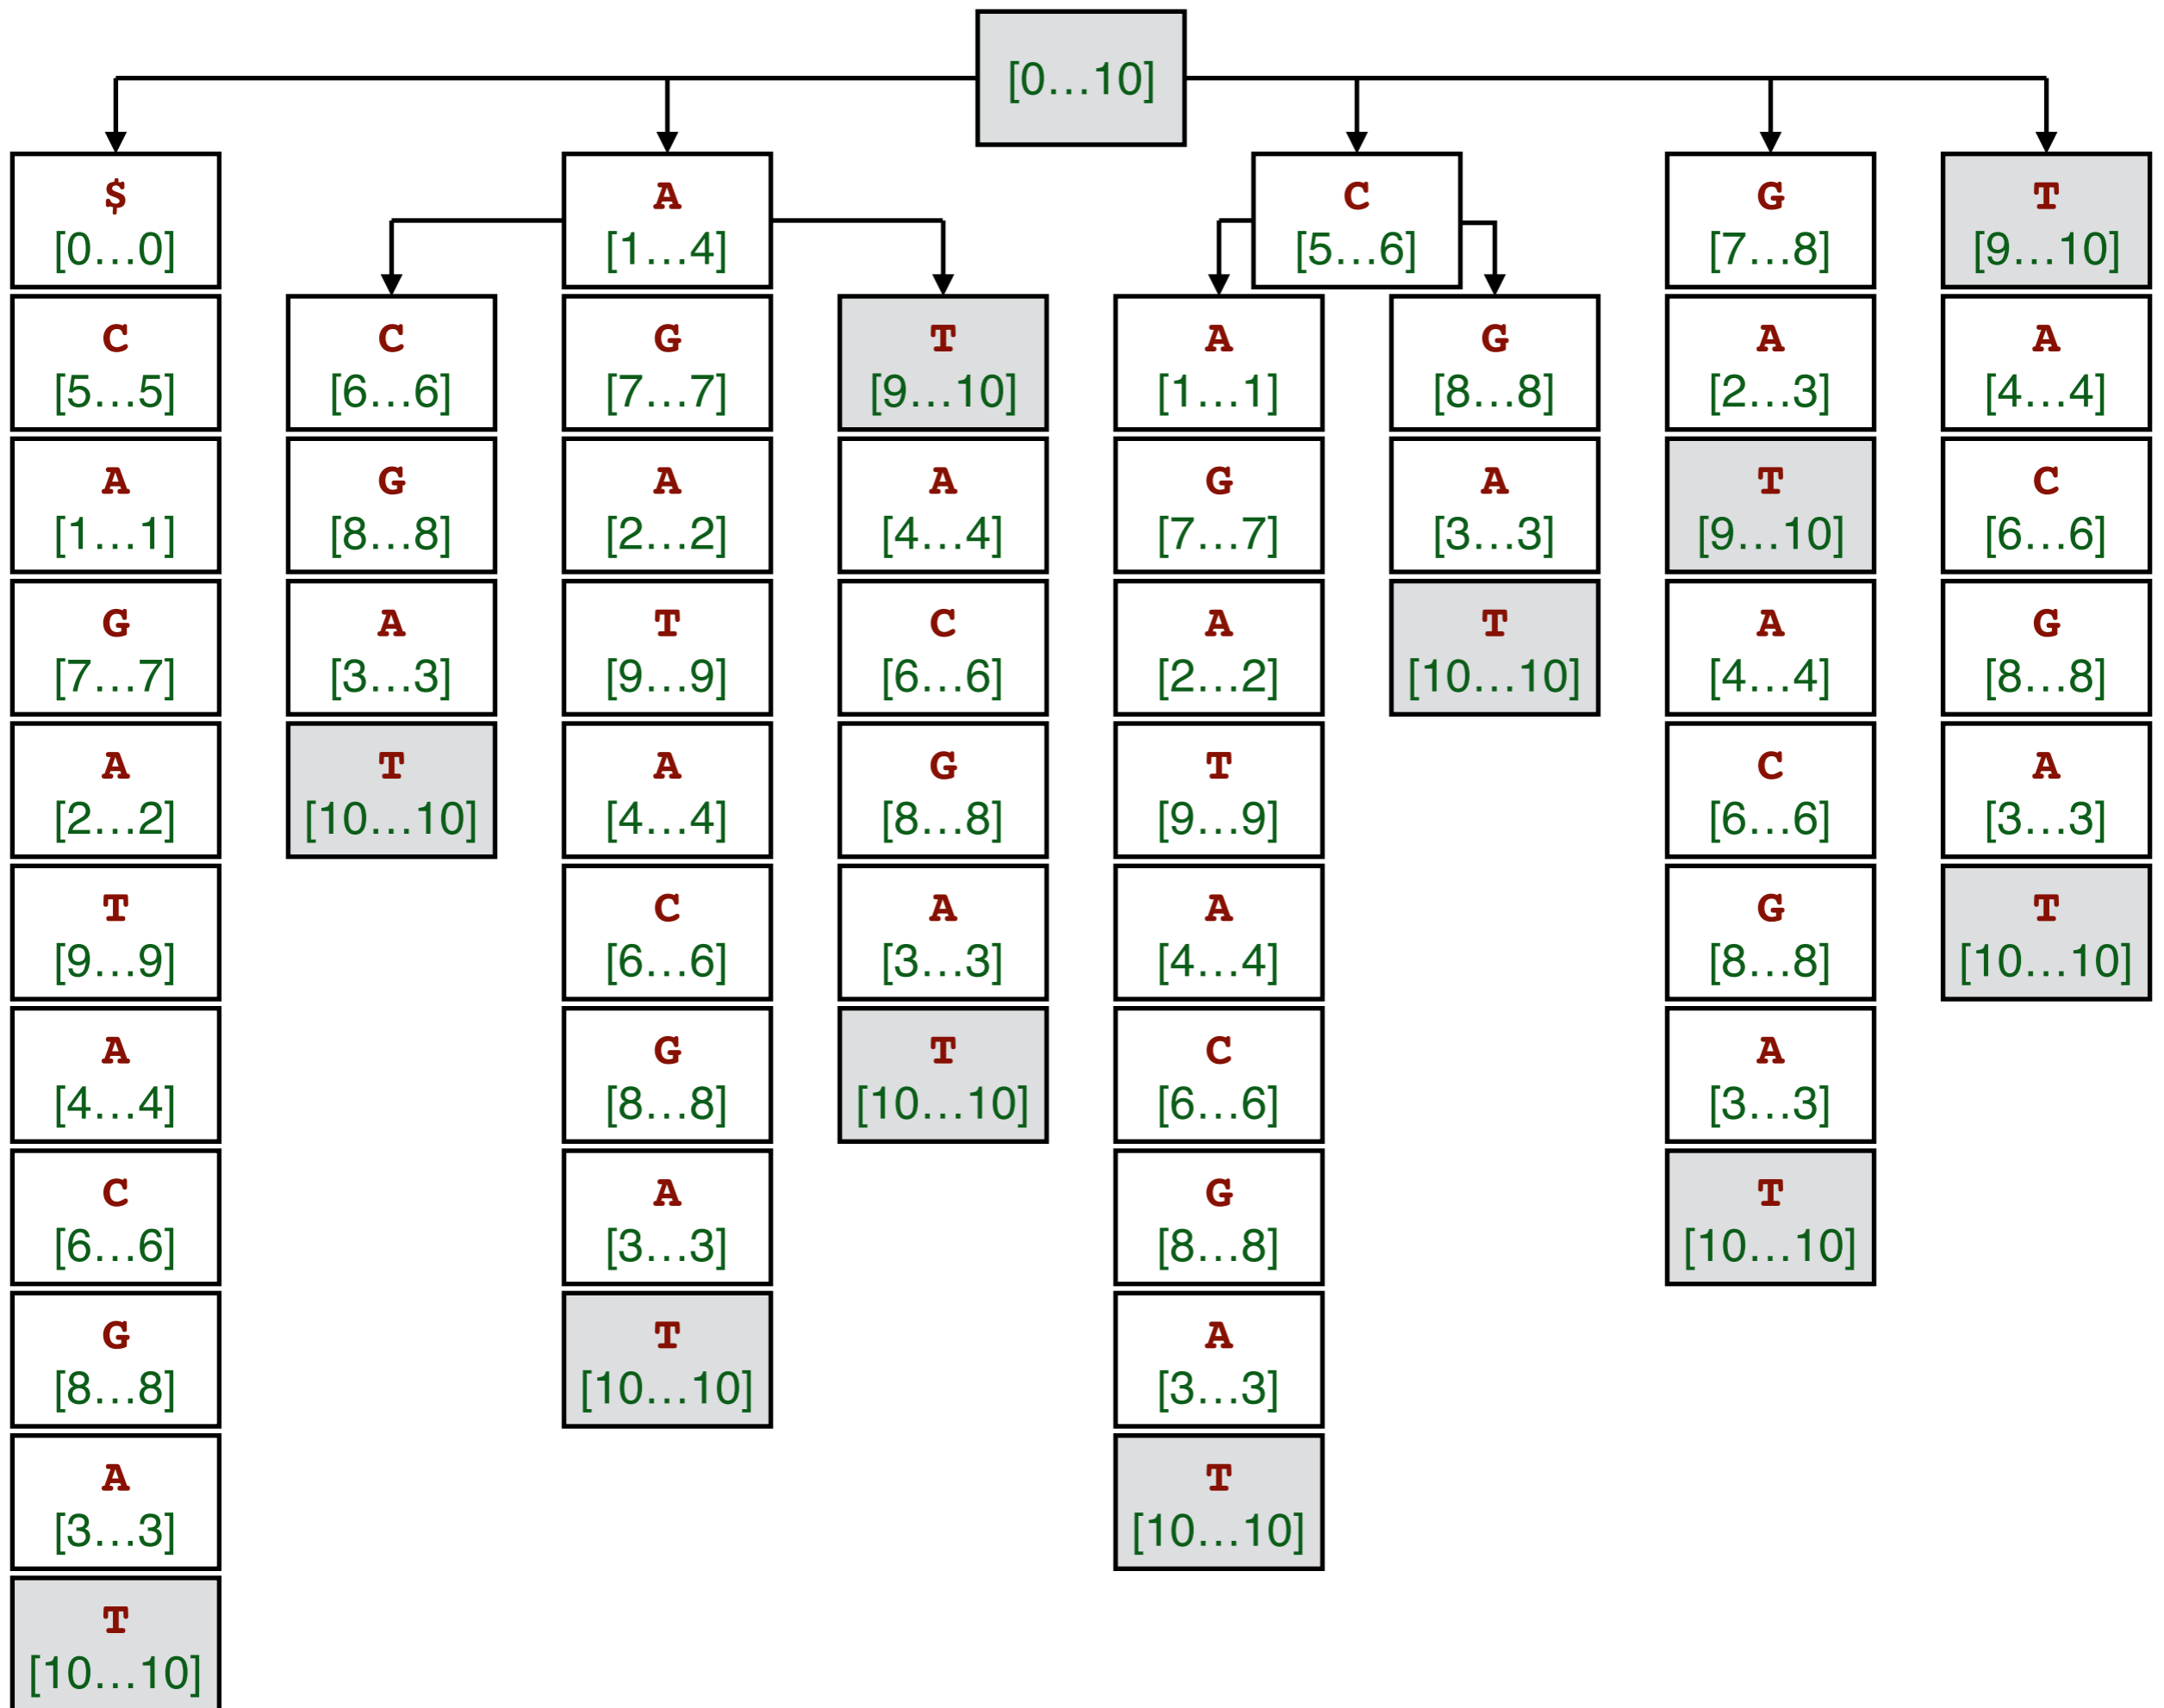 [0…10]
$
[0…0]
C
[5…5]
A
[1…1]
G
[7…7]
A
[2…2]
T
[9…9]
A
[4…4]
C
[6…6]
G
[8…8]
A
[3…3]
T
[10…10]
C
[6…6]
G
[8…8]
A
[3…3]
T
[10…10]
A
[1…4]
G
[7…7]
A
[2…2]
T
[9…9]
A
[4…4]
C
[6…6]
G
[8…8]
A
[3…3]
T
[10…10]
T
[9…10]
A
[4…4]
C
[6…6]
G
[8…8]
A
[3…3]
T
[10…10]
C
[5…6]
A
[1…1]
G
[7…7]
A
[2…2]
T
[9…9]
A
[4…4]
C
[6…6]
G
[8…8]
A
[3…3]
T
[10…10]
G
[8…8]
A
[3…3]
T
[10…10]
G
[7…8]
A
[2…3]
T
[9…10]
A
[4…4]
C
[6…6]
G
[8…8]
A
[3…3]
T
[10…10]
T
[9…10]
A
[4…4]
C
[6…6]
G
[8…8]
A
[3…3]
T
[10…10]